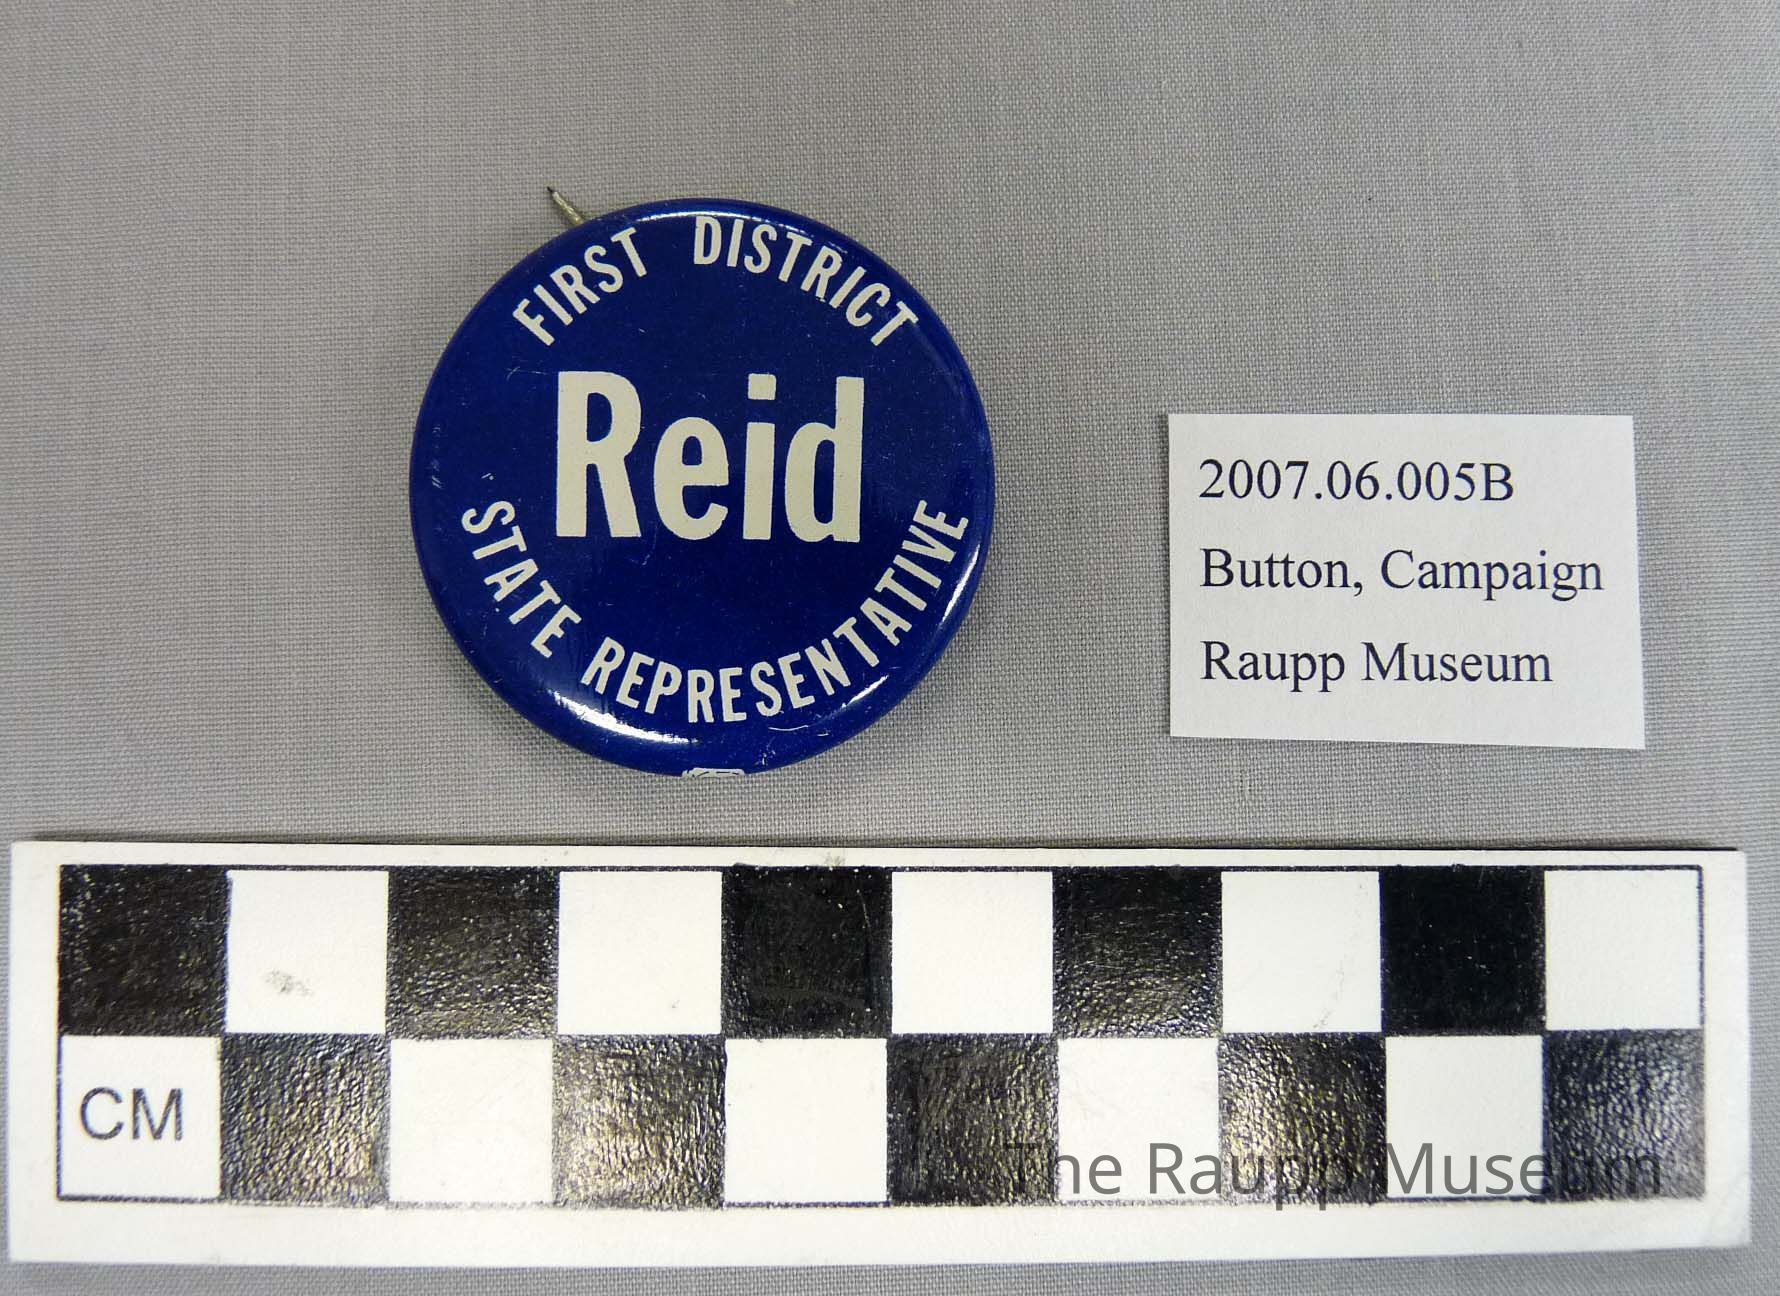 FIRST DISTRICT
Reid
STATE REPRESENTATIVE
2007.06.005B
Button, Campaign
Raupp Museum
CM
The Raupp Museum